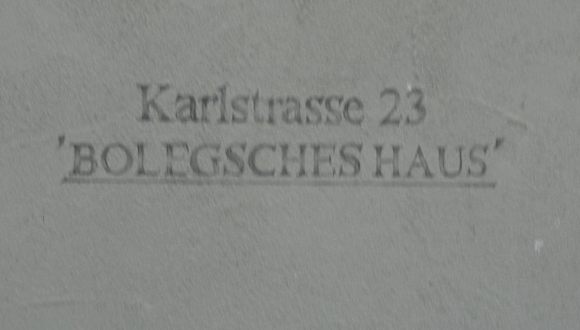 Karlstrasse 23
'BOLEGSCHES HAUS'